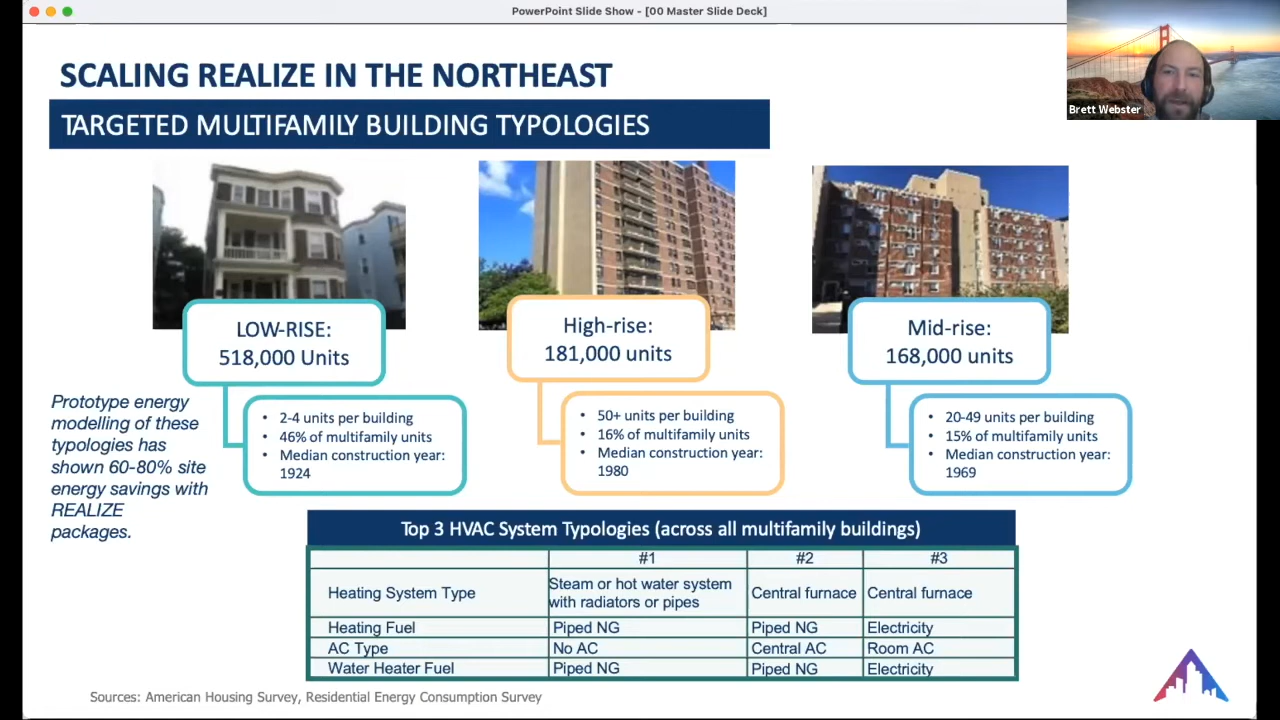 PowerPoint Slide Show - [00 Master Slide Deck]
Brett Webster
SCALING REALIZE IN THE NORTHEAST
TARGETED MULTIFAMILY BUILDING TYPOLOGIES
LOW-RISE:
518,000 Units
• 2-4 units per building
• 46% of multifamily units
• Median construction year:
1924
High-rise:
181,000 units
• 50+ units per building
• 16% of multifamily units
• Median construction year:
1980
Mid-rise:
168,000 units
• 20-49 units per building
• 15% of multifamily units
• Median construction year:
1969
Prototype energy
modelling of these
typologies has
shown 60-80% site
energy savings with
REALIZE
packages.
Top 3 HVAC System Typologies (across all multifamily buildings)
#1 #2 #3
Heating System Type Steam or hot water system with radiators or pipes Central furnace Central furnace
Heating Fuel Piped NG Piped NG Electricity
AC Type No AC Central AC Room AC
Water Heater Fuel Piped NG Piped NG Electricity
Sources: American Housing Survey, Residential Energy Consumption Survey